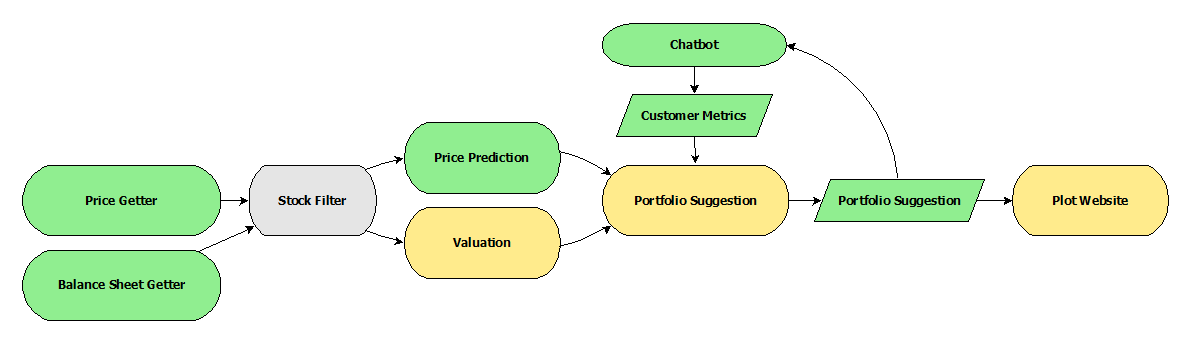 Chatbot
Customer Metrics
Price Prediction
Price Getter
Stock Filter
Portfolio Suggestion
Portfolio Suggestion
Plot Website
Valuation
Balance Sheet Getter